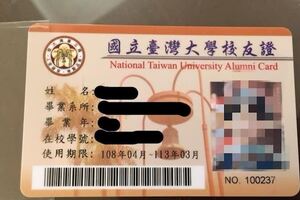 國立臺灣大學校友證
National Taiwan University Alumni Card
姓 名:
畢業系所:
畢 業 年:
在校學號:
使用期限: 108年04月~113年03月
NO. 100237